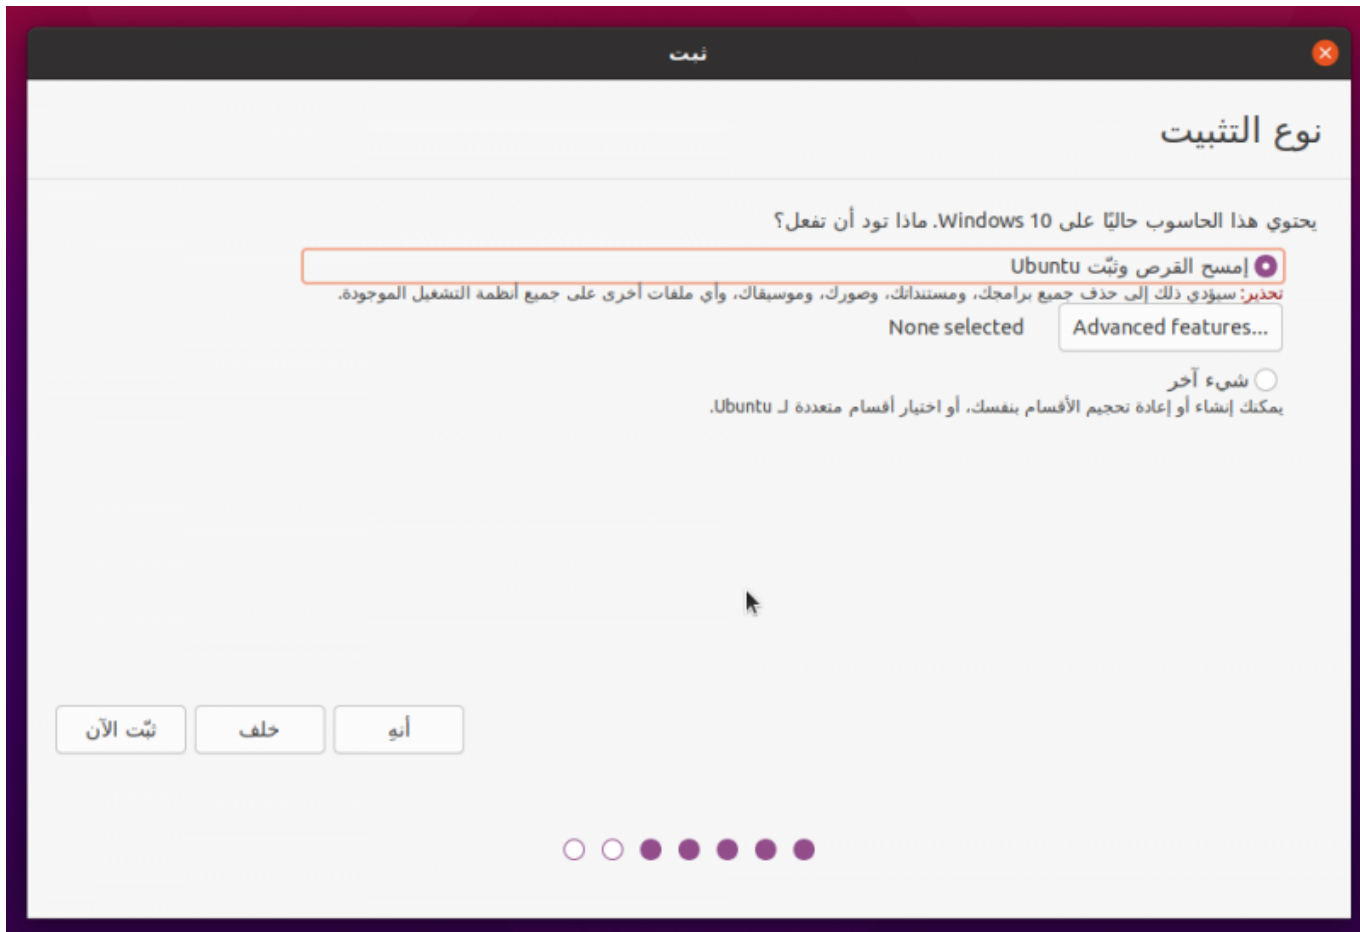 ثبت
نوع التثبيت
يحتوي هذا الحاسوب حاليًا على Windows 10. ماذا تود أن تفعل؟
إمسح القرص وثبّت Ubuntu
تحذير: سيؤدي ذلك إلى حذف جميع برامجك، ومستنداتك، وصورك، وموسيقاك، وأي ملفات أخرى على جميع أنظمة التشغيل الموجودة.
Advanced features... None selected
شيء آخر
يمكنك إنشاء أو إعادة تحجيم الأقسام بنفسك، أو اختيار أقسام متعددة لـ Ubuntu.
أنهِ خلف ثبّت الآن